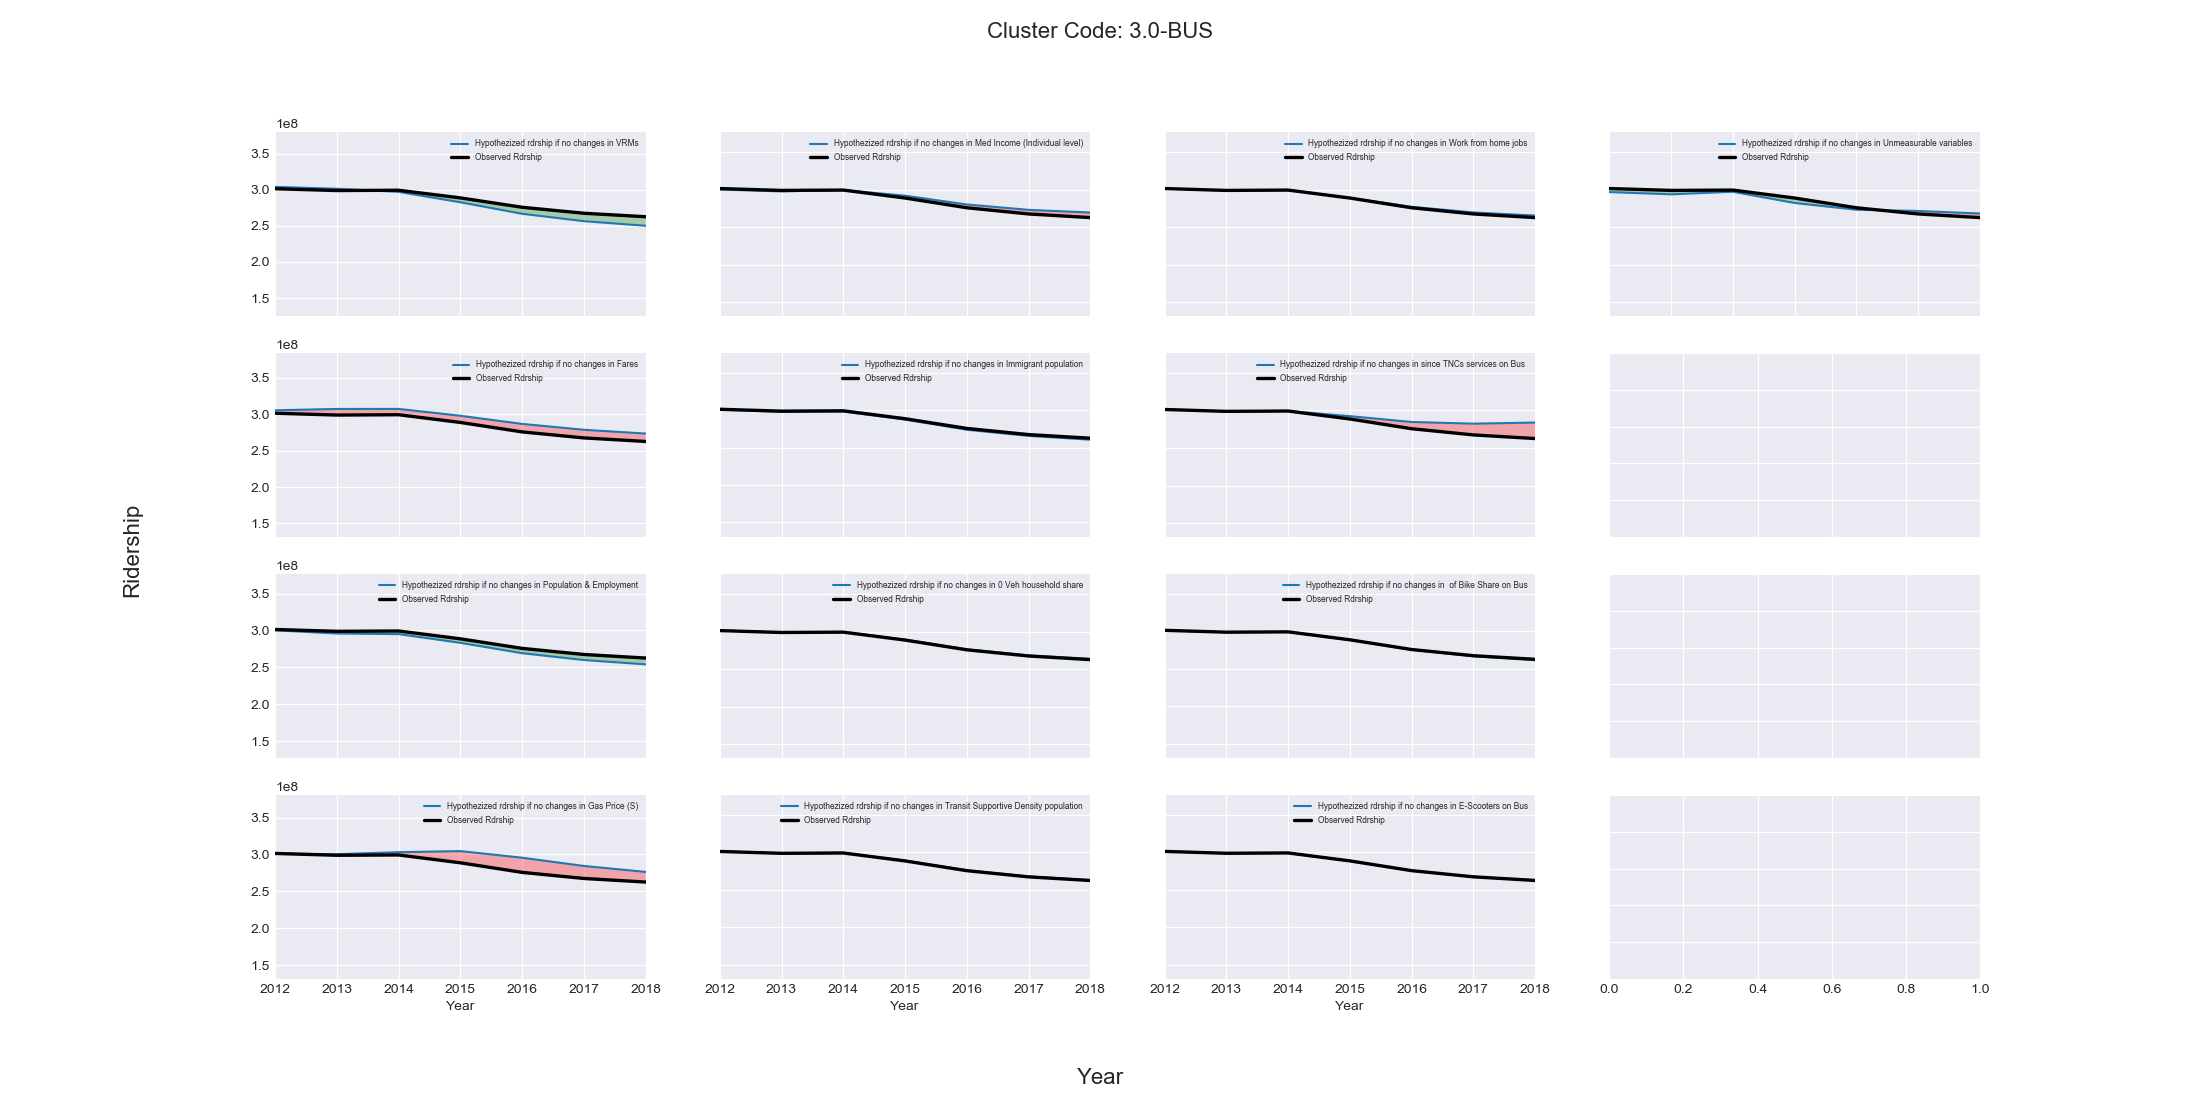 Cluster Code: 3.0-BUS
Ridership
1e8
3.5
3.0
2.5
2.0
1.5
Hypothezized rdrship if no changes in VRMs
Observed Rdrship
Hypothezized rdrship if no changes in Med Income (Individual level)
Observed Rdrship
Hypothezized rdrship if no changes in Work from home jobs
Observed Rdrship
Hypothezized rdrship if no changes in Unmeasurable variables
Observed Rdrship
1e8
3.5
3.0
2.5
2.0
1.5
Hypothezized rdrship if no changes in Fares
Observed Rdrship
Hypothezized rdrship if no changes in Immigrant population
Observed Rdrship
Hypothezized rdrship if no changes in since TNCs services on Bus
Observed Rdrship
1e8
3.5
3.0
2.5
2.0
1.5
Hypothezized rdrship if no changes in Population & Employment
Observed Rdrship
Hypothezized rdrship if no changes in 0 Veh household share
Observed Rdrship
Hypothezized rdrship if no changes in  of Bike Share on Bus
Observed Rdrship
1e8
3.5
3.0
2.5
2.0
1.5
Hypothezized rdrship if no changes in Gas Price (S)
Observed Rdrship
Hypothezized rdrship if no changes in Transit Supportive Density population
Observed Rdrship
Hypothezized rdrship if no changes in E-Scooters on Bus
Observed Rdrship
2012 2013 2014 2015 2016 2017 2018
Year
2012 2013 2014 2015 2016 2017 2018
Year
2012 2013 2014 2015 2016 2017 2018
Year
0.0 0.2 0.4 0.6 0.8 1.0
Year